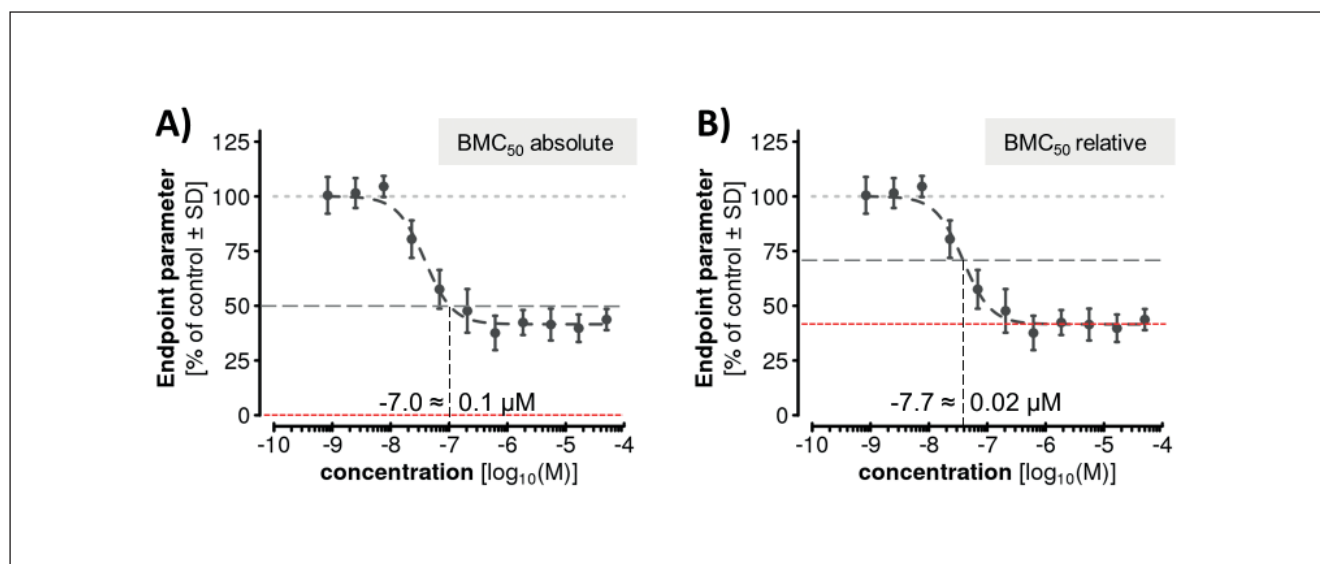 A)
BMC50 absolute
Endpoint parameter
[% of control ± SD]
125
100
75
50
25
0
-7.0 ≈ 0.1 µM
-10 -9 -8 -7 -6 -5 -4
concentration [log10(M)]
B)
BMC50 relative
Endpoint parameter
[% of control ± SD]
125
100
75
50
25
0
-7.7 ≈ 0.02 µM
-10 -9 -8 -7 -6 -5 -4
concentration [log10(M)]